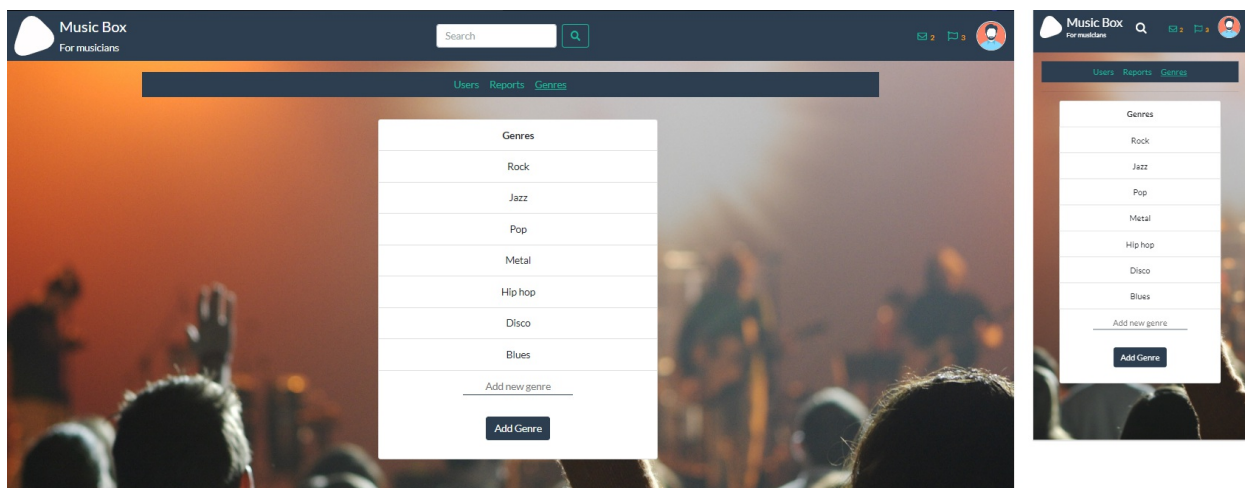 Music Box
For musicians
Search
2 3
Users Reports Genres
Genres
Rock
Jazz
Pop
Metal
Hip hop
Disco
Blues
Add new genre
Add Genre
Music Box
For musicians
2 3
Users Reports Genres
Genres
Rock
Jazz
Pop
Metal
Hip hop
Disco
Blues
Add new genre
Add Genre